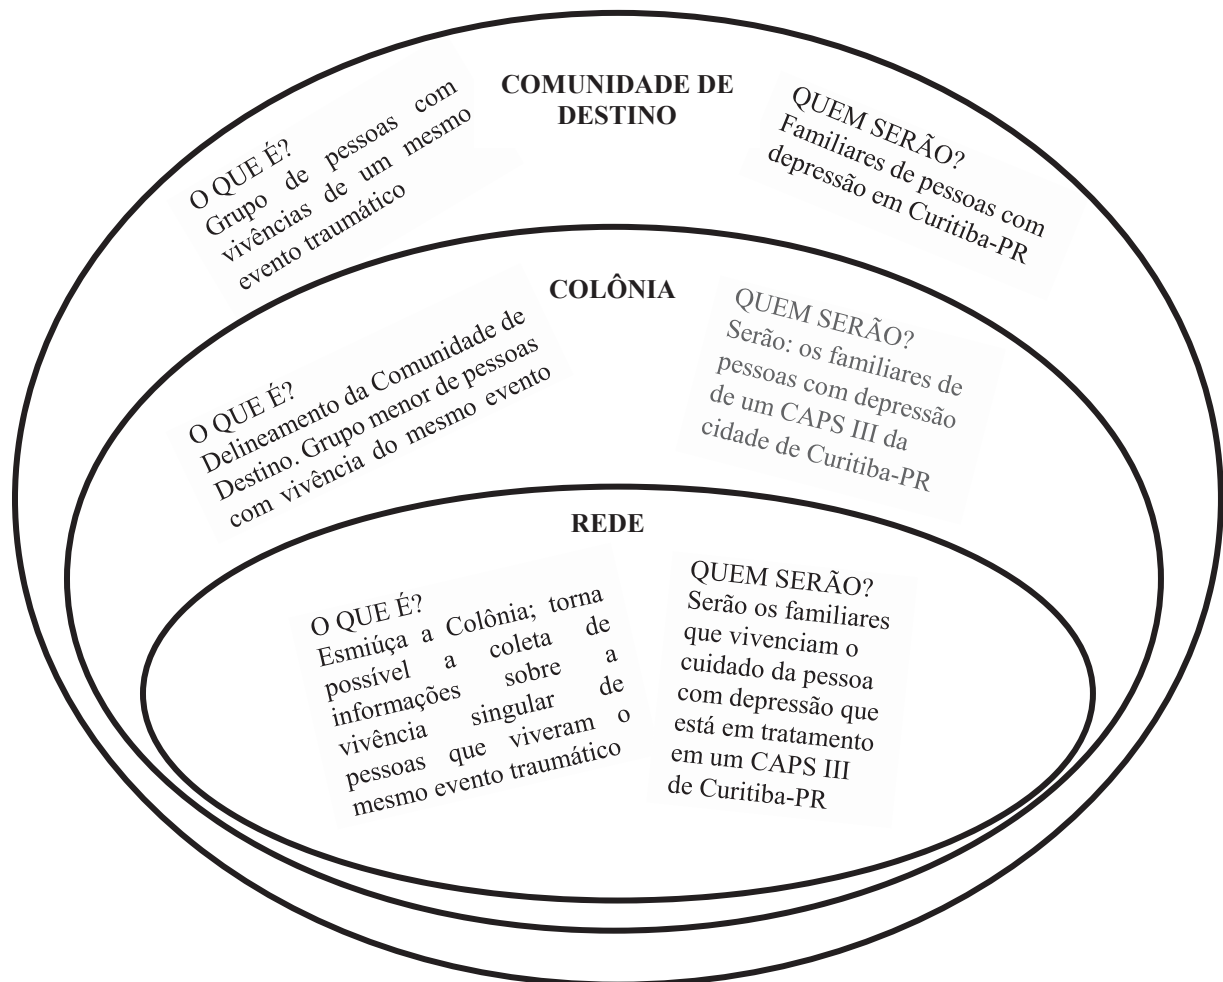 COMUNIDADE DE
DESTINO
O QUE É?
Grupo de pessoas com
vivências de um mesmo
evento traumático
QUEM SERÃO?
Familiares de pessoas com
depressão em Curitiba-PR
COLÔNIA
O QUE É?
Delineamento da Comunidade de
Destino. Grupo menor de pessoas
com vivência do mesmo evento
QUEM SERÃO?
Serão: os familiares de
pessoas com depressão
de um CAPS III da
cidade de Curitiba-PR
REDE
O QUE É?
Esmiúça a Colônia; torna
possível a coleta de
informações sobre a
vivência singular de
pessoas que viveram o
mesmo evento traumático
QUEM SERÃO?
Serão os familiares
que vivenciam o
cuidado da pessoa
com depressão que
está em tratamento
em um CAPS III
de Curitiba-PR